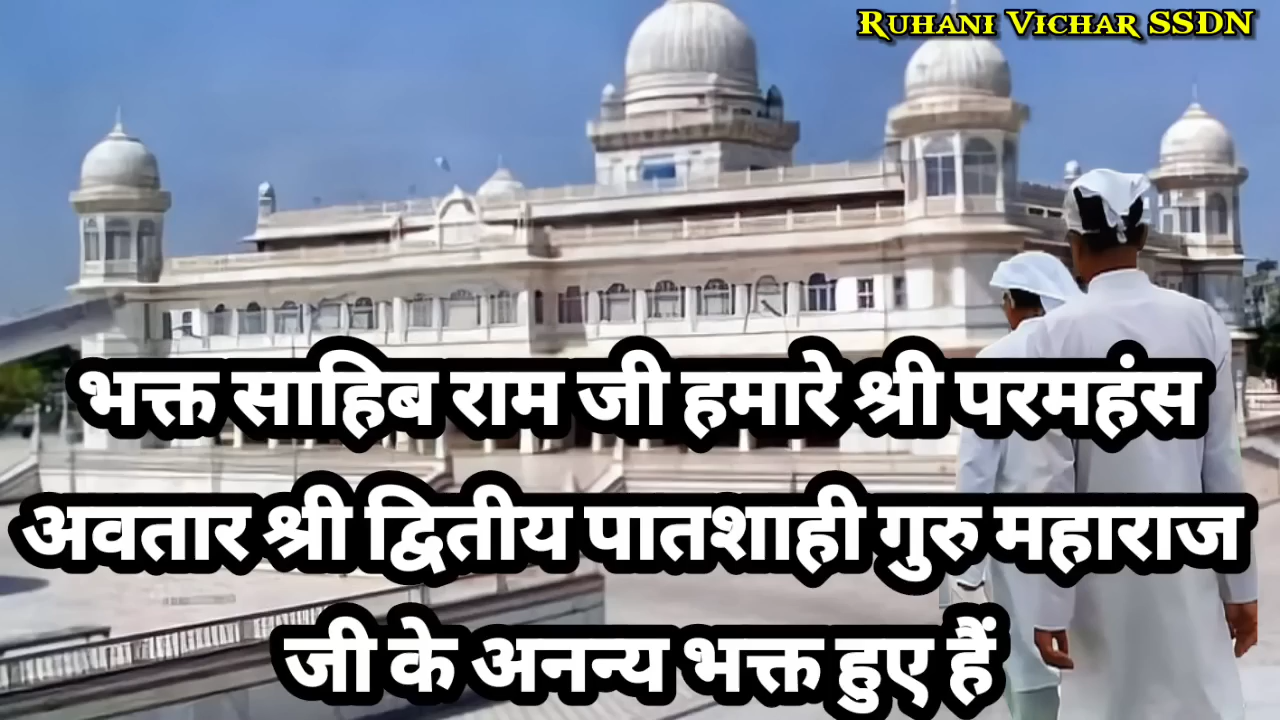 Ruhani Vichar SSDN
भक्त साहिब राम जी हमारे श्री परमहंस
अवतार श्री द्वितीय पातशाही गुरु महाराज
जी के अनन्य भक्त हुए हैं